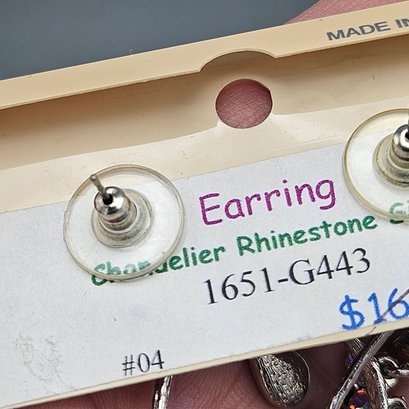 MADE IN
Earring
Chandelier Rhinestone
1651-G443
$16
#04